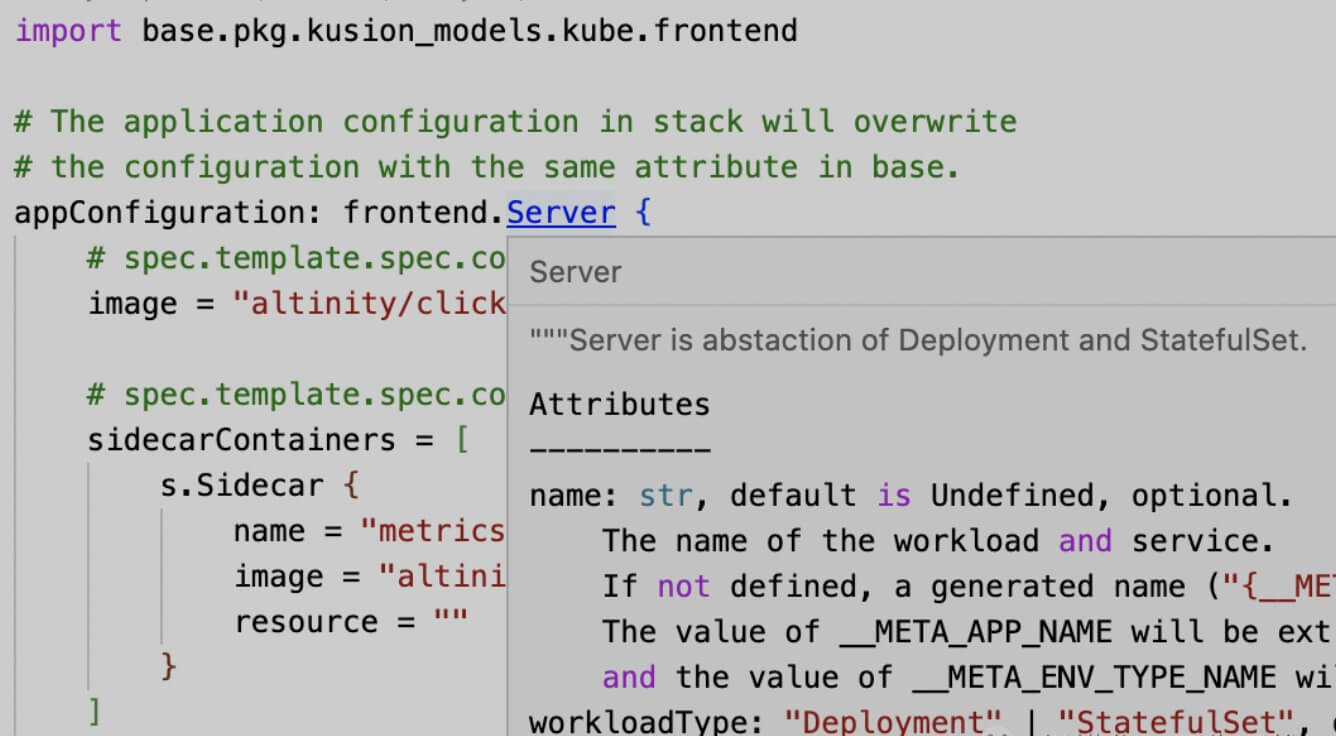 import base.pkg.kusion_models.kube.frontend
# The application configuration in stack will overwrite
# the configuration with the same attribute in base.
appConfiguration: frontend.Server {
# spec.template.spec.co
image = "altinity/click
# spec.template.spec.co
sidecarContainers = [
s.Sidecar {
name = "metrics
image = "altini
resource = ""
}
]
Server
"""Server is abstaction of Deployment and StatefulSet.
Attributes
----------
name: str, default is Undefined, optional.
The name of the workload and service.
If not defined, a generated name ("{__MET
The value of __META_APP_NAME will be ext
and the value of __META_ENV_TYPE_NAME wi
workloadType: "Deployment" | "StatefulSet",